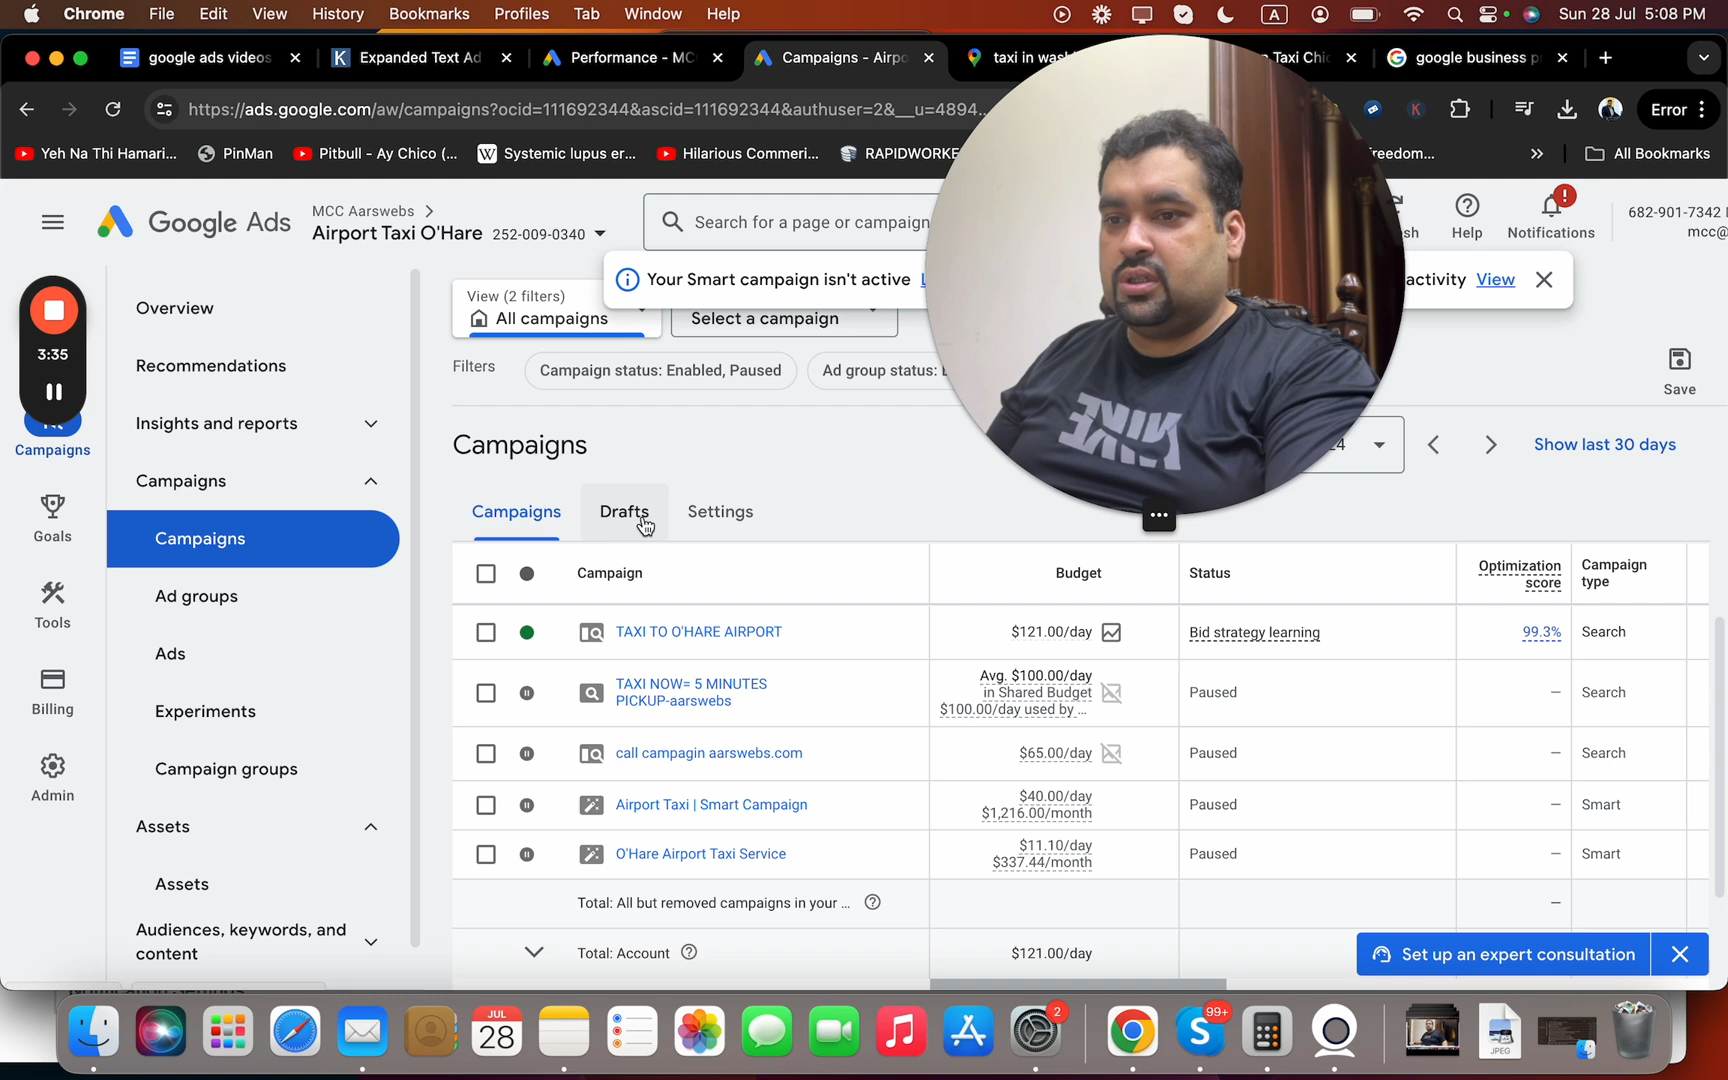 Chrome File Edit View History Bookmarks Profiles Tab Window Help
A
Sun 28 Jul 5:08 PM
google ads videos
Expanded Text Ad
Performance - MC
Campaigns - Airpo
taxi in wash
Taxi Chic
google business p
https://ads.google.com/aw/campaigns?ocid=111692344&ascid=111692344&authuser=2&__u=4894...
Error
Yeh Na Thi Hamari...
PinMan
Pitbull - Ay Chico (...
Systemic lupus er...
Hilarious Commeri...
RAPIDWORKE
reedom...
All Bookmarks
Google Ads
MCC Aarswebs
Airport Taxi O'Hare 252-009-0340
Search for a page or campaign
sh
Help
Notifications
682-901-7342
mcc@
Your Smart campaign isn't active
activity View
3:35
Campaigns
Goals
Tools
Billing
Admin
Overview
Recommendations
Insights and reports
Campaigns
Campaigns
Ad groups
Ads
Experiments
Campaign groups
Assets
Assets
Audiences, keywords, and
content
View (2 filters)
All campaigns
Select a campaign
Filters
Campaign status: Enabled, Paused
Ad group status:
Save
Campaigns
Show last 30 days
Campaigns Drafts Settings
NIKE
Campaign Budget Status Optimization score Campaign type
TAXI TO O'HARE AIRPORT $121.00/day Bid strategy learning 99.3% Search
TAXI NOW= 5 MINUTES
PICKUP-aarswebs
Avg. $100.00/day
in Shared Budget
$100.00/day used by ...
Paused – Search
call campagin aarswebs.com $65.00/day Paused – Search
Airport Taxi | Smart Campaign
$40.00/day
$1,216.00/month
Paused – Smart
O'Hare Airport Taxi Service
$11.10/day
$337.44/month
Paused – Smart
Total: All but removed campaigns in your ... –
Total: Account $121.00/day
Set up an expert consultation
JUL
28
2
99+
JPEG